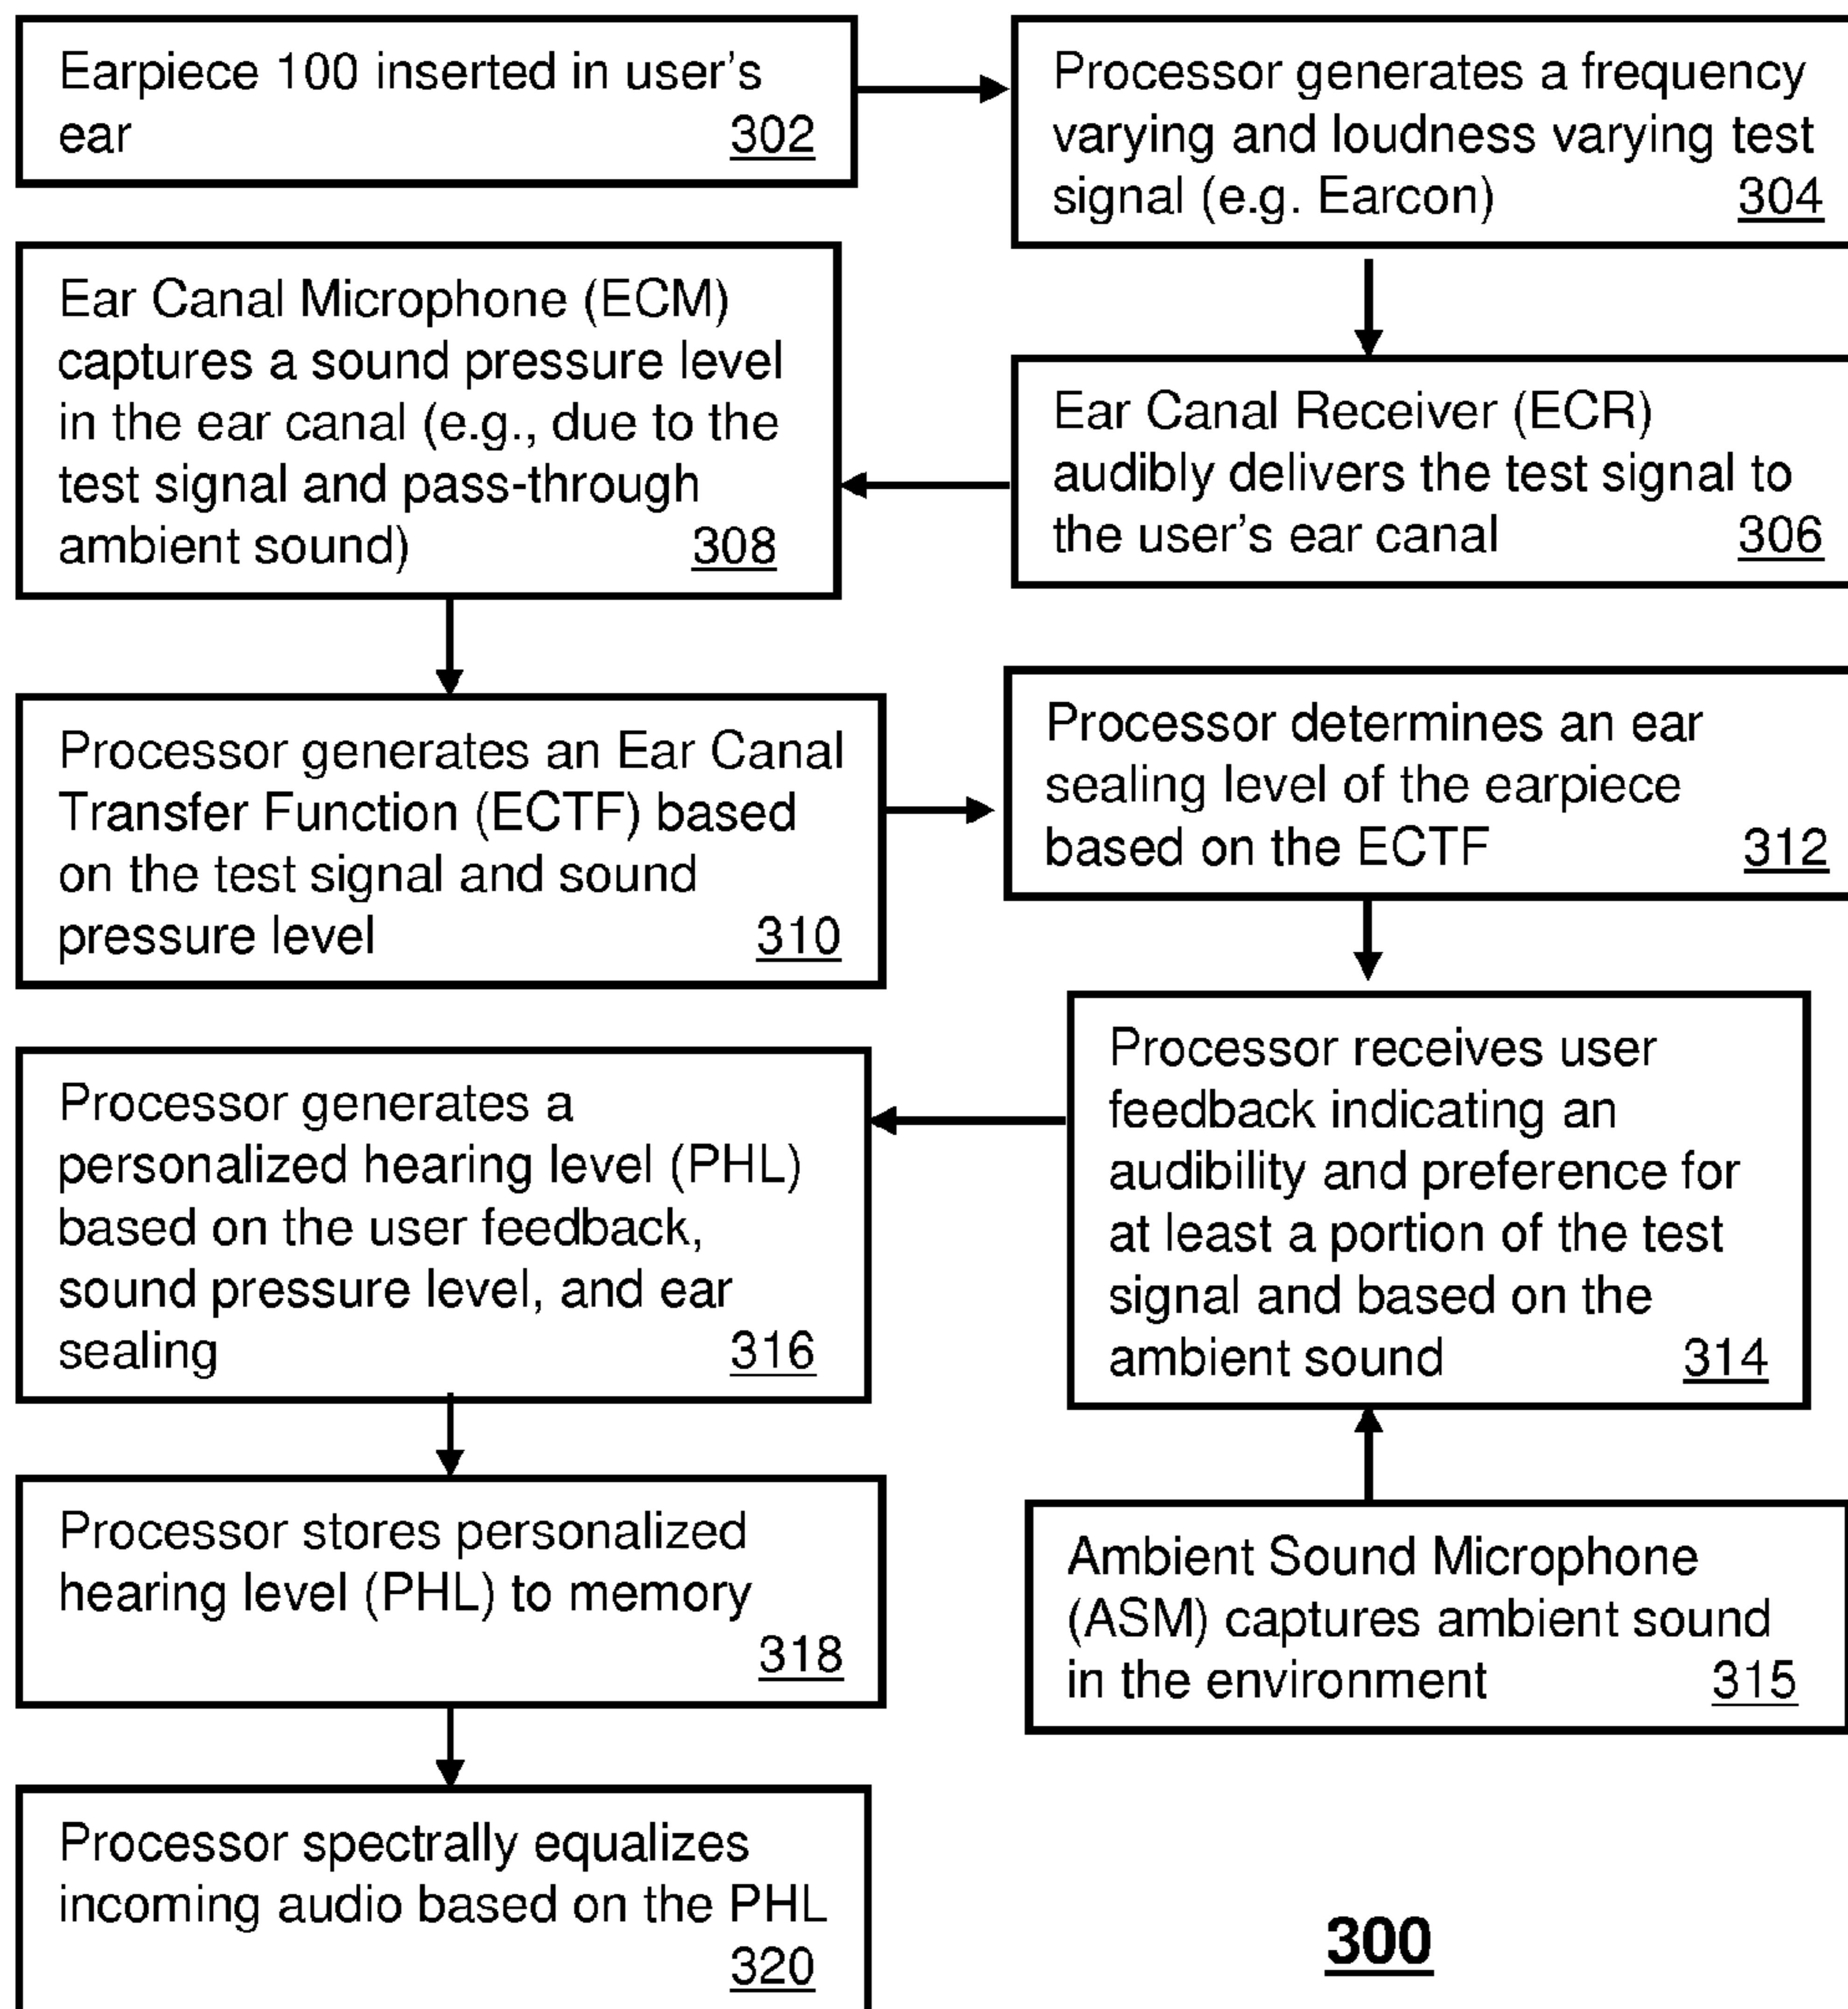 Earpiece 100 inserted in user's
ear 302
Processor generates a frequency
varying and loudness varying test
signal (e.g. Earcon) 304
Ear Canal Receiver (ECR)
audibly delivers the test signal to
the user's ear canal 306
Ear Canal Microphone (ECM)
captures a sound pressure level
in the ear canal (e.g., due to the
test signal and pass-through
ambient sound) 308
Processor generates an Ear Canal
Transfer Function (ECTF) based
on the test signal and sound
pressure level 310
Processor determines an ear
sealing level of the earpiece
based on the ECTF 312
Processor receives user
feedback indicating an
audibility and preference for
at least a portion of the test
signal and based on the
ambient sound 314
Ambient Sound Microphone
(ASM) captures ambient sound
in the environment 315
Processor generates a
personalized hearing level (PHL)
based on the user feedback,
sound pressure level, and ear
sealing 316
Processor stores personalized
hearing level (PHL) to memory
318
Processor spectrally equalizes
incoming audio based on the PHL
320
300